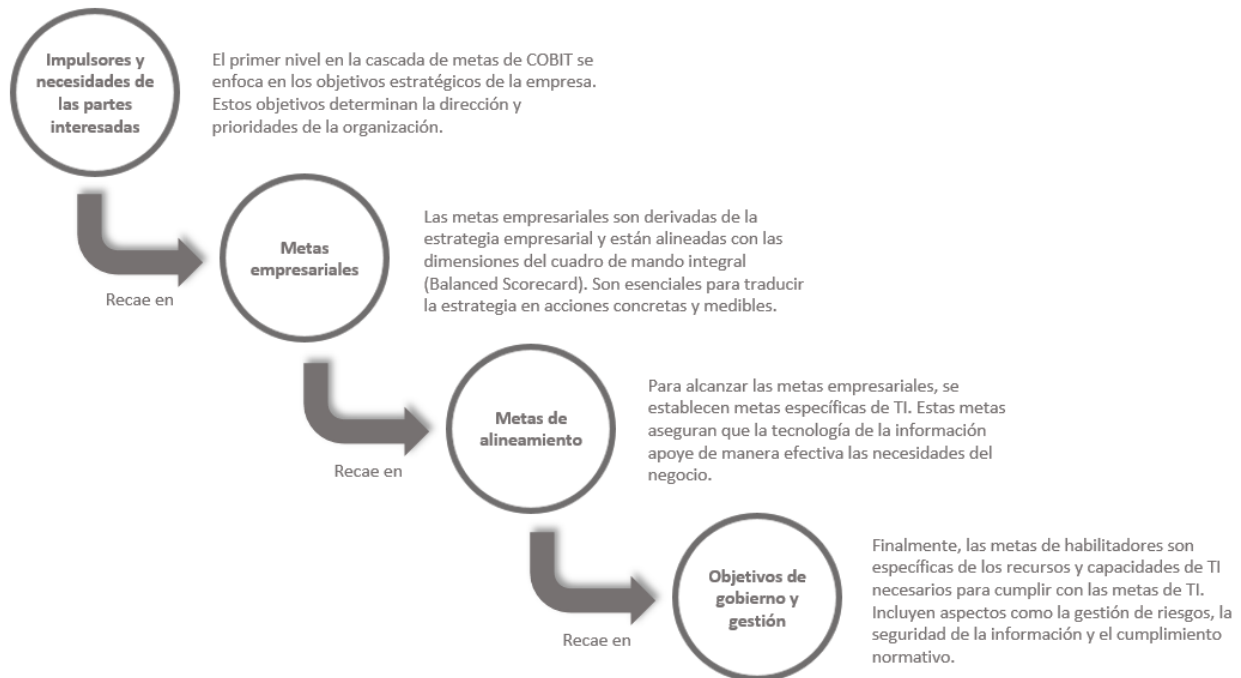 Impulsores y
necesidades de
las partes
interesadas
El primer nivel en la cascada de metas de COBIT se
enfoca en los objetivos estratégicos de la empresa.
Estos objetivos determinan la dirección y
prioridades de la organización.
Recae en
Metas
empresariales
Las metas empresariales son derivadas de la
estrategia empresarial y están alineadas con las
dimensiones del cuadro de mando integral
(Balanced Scorecard). Son esenciales para traducir
la estrategia en acciones concretas y medibles.
Recae en
Metas de
alineamiento
Para alcanzar las metas empresariales, se
establecen metas específicas de TI. Estas metas
aseguran que la tecnología de la información
apoye de manera efectiva las necesidades del
negocio.
Recae en
Objetivos de
gobierno y
gestión
Finalmente, las metas de habilitadores son
específicas de los recursos y capacidades de TI
necesarios para cumplir con las metas de TI.
Incluyen aspectos como la gestión de riesgos, la
seguridad de la información y el cumplimiento
normativo.